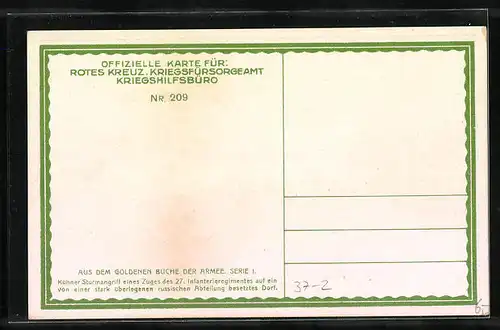 OFFIZIELLE KARTE FÜR:
ROTES KREUZ. KRIEGSFÜRSORGEAMT
KRIEGSHILFSBÜRO
NR. 209
AUS DEM GOLDENEN BUCHE DER ARMEE. SERIE I.
Kühner Sturmangriff eines Zuges des 27. Infanterieregimentes auf ein
von einer stark überlegenen russischen Abteilung besetztes Dorf.
37-2